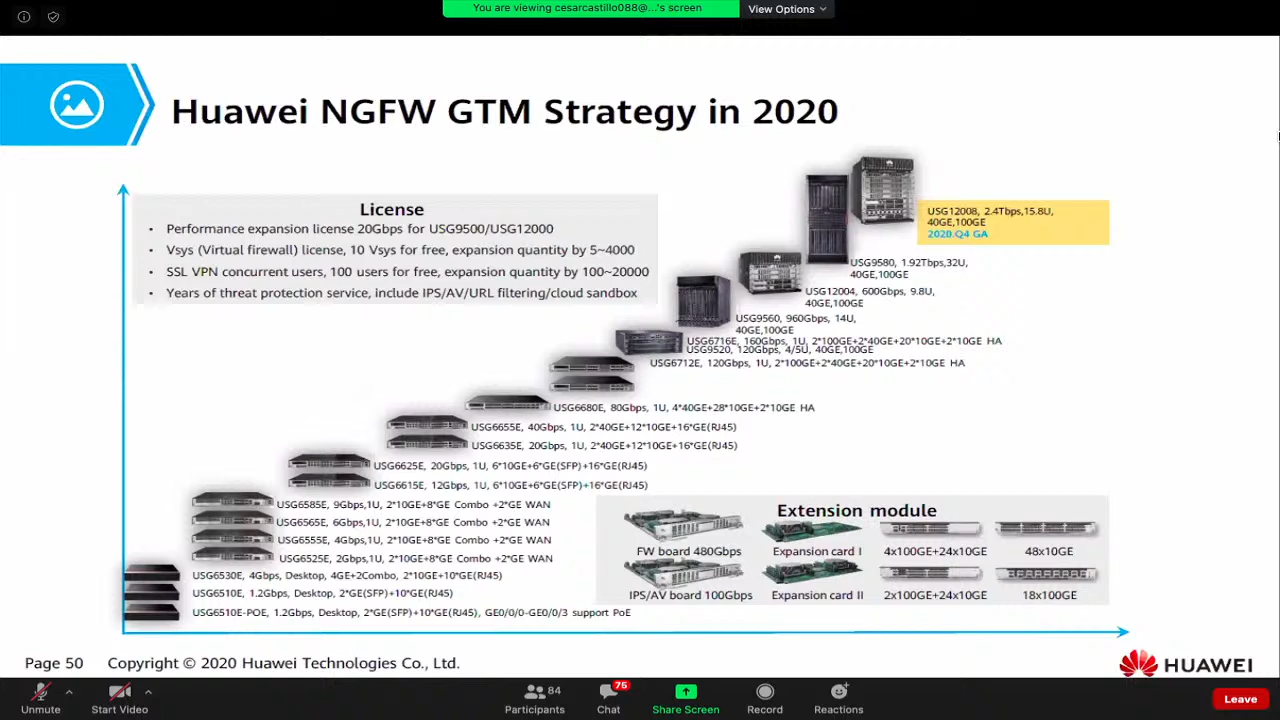 You are viewing cesarcastillo088@...'s screen
View Options
Huawei NGFW GTM Strategy in 2020
License
• Performance expansion license 20Gbps for USG9500/USG12000
• Vsys (Virtual firewall) license, 10 Vsys for free, expansion quantity by 5~4000
• SSL VPN concurrent users, 100 users for free, expansion quantity by 100~20000
• Years of threat protection service, include IPS/AV/URL filtering/cloud sandbox
USG12008, 2.4Tbps,15.8U,
40GE,100GE
2020.Q4 GA
USG9580, 1.92Tbps,32U,
40GE,100GE
USG12004, 600Gbps, 9.8U,
40GE,100GE
USG9560, 960Gbps, 14U,
40GE,100GE
USG6716E, 160Gbps, 1U, 2*100GE+2*40GE+20*10GE+2*10GE HA
USG9520, 120Gbps, 4/5U, 40GE,100GE
USG6712E, 120Gbps, 1U, 2*100GE+2*40GE+20*10GE+2*10GE HA
USG6680E, 80Gbps, 1U, 4*40GE+28*10GE+2*10GE HA
USG6655E, 40Gbps, 1U, 2*40GE+12*10GE+16*GE(RJ45)
USG6635E, 20Gbps, 1U, 2*40GE+12*10GE+16*GE(RJ45)
USG6625E, 20Gbps, 1U, 6*10GE+6*GE(SFP)+16*GE(RJ45)
USG6615E, 12Gbps, 1U, 6*10GE+6*GE(SFP)+16*GE(RJ45)
USG6585E, 9Gbps,1U, 2*10GE+8*GE Combo +2*GE WAN
USG6565E, 6Gbps,1U, 2*10GE+8*GE Combo +2*GE WAN
USG6555E, 4Gbps,1U, 2*10GE+8*GE Combo +2*GE WAN
USG6525E, 2Gbps,1U, 2*10GE+8*GE Combo +2*GE WAN
USG6530E, 4Gbps, Desktop, 4GE+2Combo, 2*10GE+10*GE(RJ45)
USG6510E, 1.2Gbps, Desktop, 2*GE(SFP)+10*GE(RJ45)
USG6510E-POE, 1.2Gbps, Desktop, 2*GE(SFP)+10*GE(RJ45), GE0/0/0-GE0/0/3 support PoE
Extension module
FW board 480Gbps
Expansion card I
4x100GE+24x10GE
48x10GE
IPS/AV board 100Gbps
Expansion card II
2x100GE+24x10GE
18x100GE
Page 50 Copyright © 2020 Huawei Technologies Co., Ltd.
HUAWEI
Unmute
Start Video
84
Participants
75
Chat
Share Screen
Record
Reactions
Leave